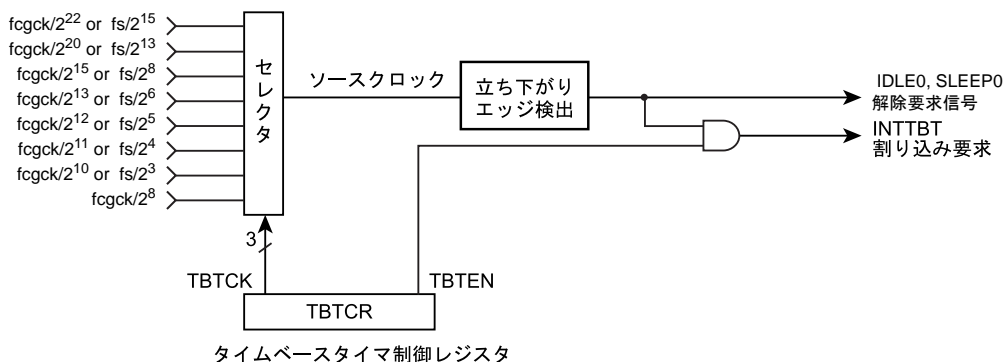 fcgck/2^22 or fs/2^15
fcgck/2^20 or fs/2^13
fcgck/2^15 or fs/2^8
fcgck/2^13 or fs/2^6
fcgck/2^12 or fs/2^5
fcgck/2^11 or fs/2^4
fcgck/2^10 or fs/2^3
fcgck/2^8
セレクタ
ソースクロック
立ち下がり
エッジ検出
IDLE0, SLEEP0
解除要求信号
INTTBT
割り込み要求
3
TBTCK
TBTEN
TBTCR
タイムベースタイマ制御レジスタ